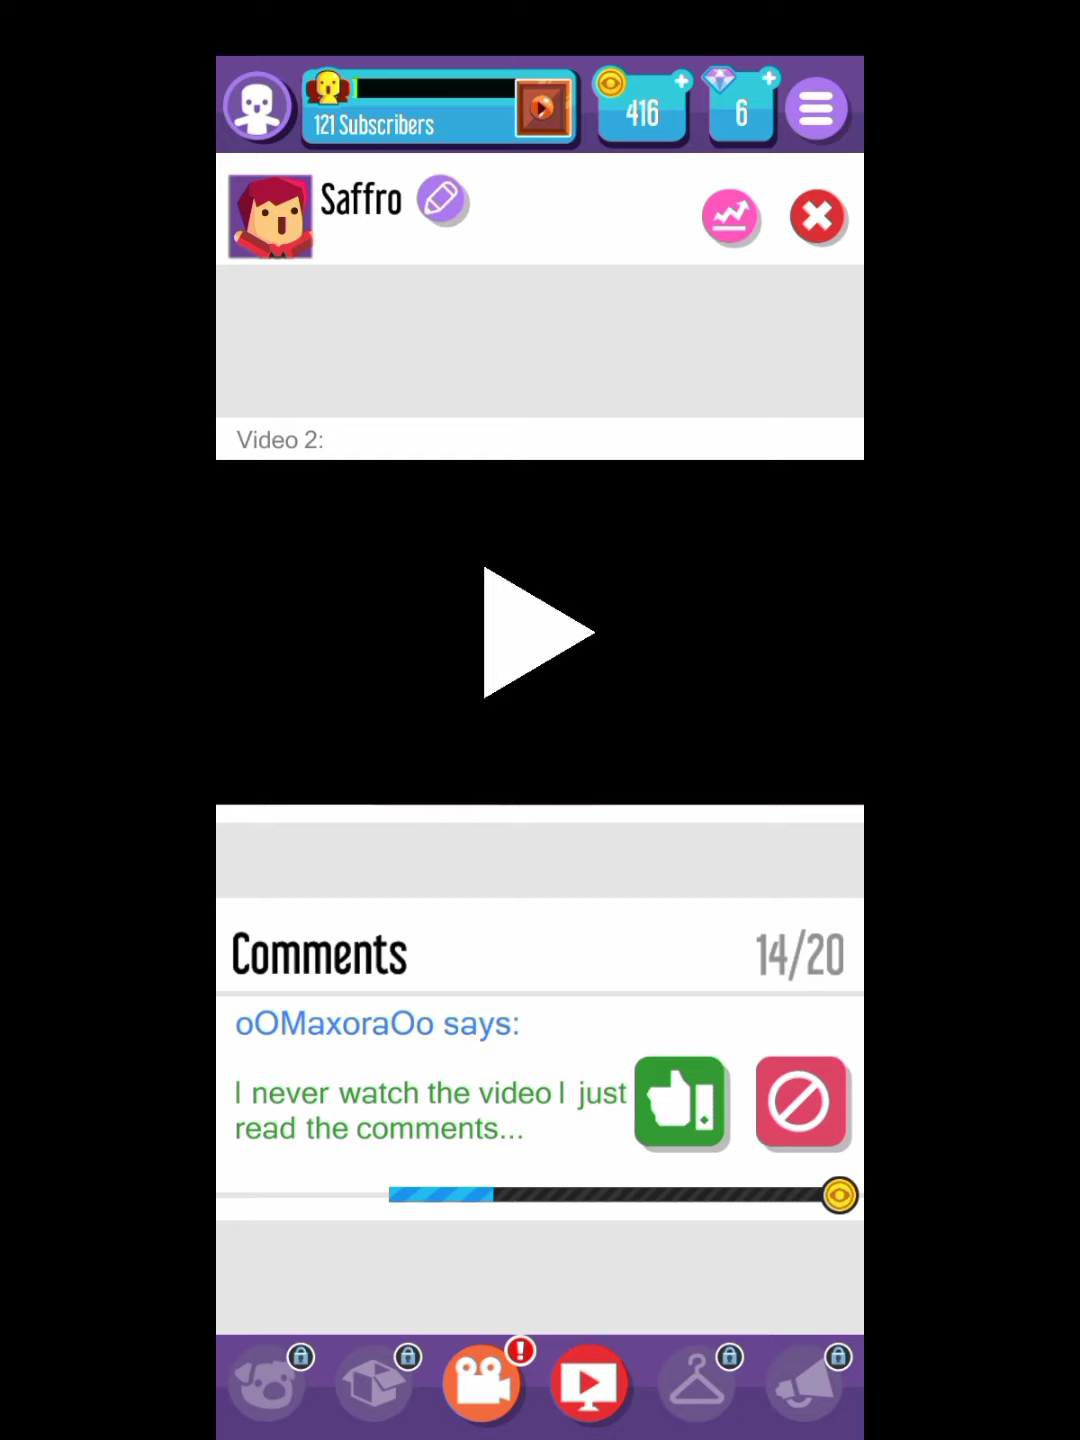 121 Subscribers
416
6
Saffro
Video 2:
Comments
14/20
oOMaxoraOo says:
I never watch the video I just
read the comments...